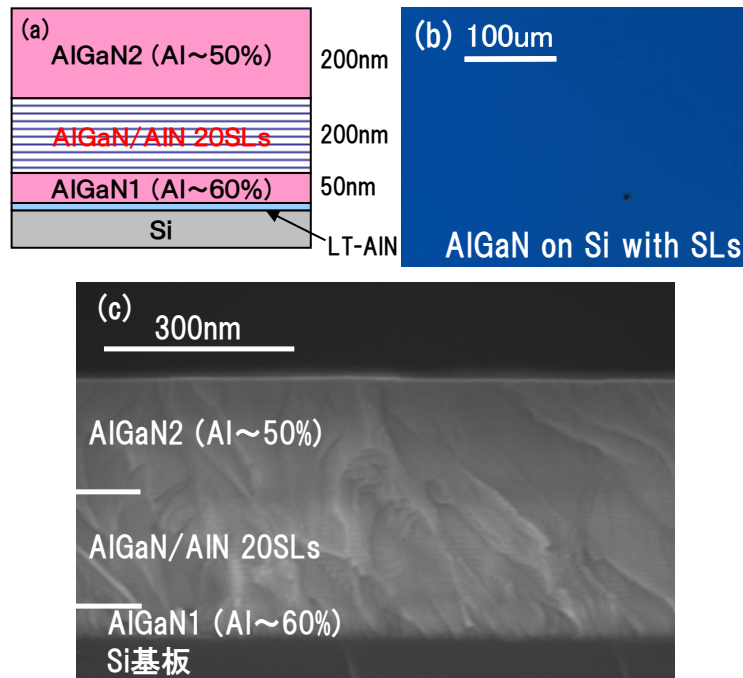 (a)
AlGaN2 (Al~50%)
200nm
AlGaN/AlN 20SLs
200nm
AlGaN1 (Al~60%)
50nm
Si
LT-AlN
(b) 100um
AlGaN on Si with SLs
(c)
300nm
AlGaN2 (Al~50%)
AlGaN/AlN 20SLs
AlGaN1 (Al~60%)
Si基板